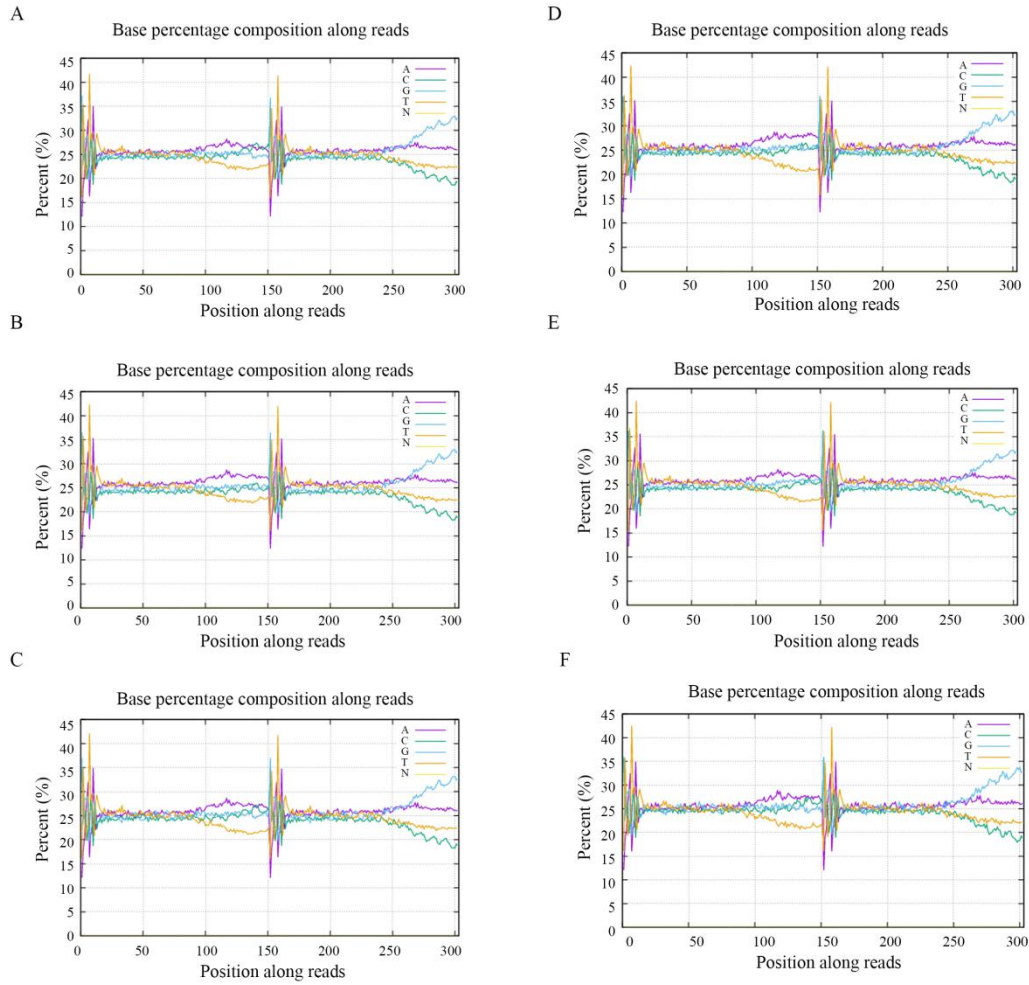 A
Base percentage composition along reads
45
40
35
30
25
20
15
10
5
0
A
C
G
T
N
Percent (%)
0 50 100 150 200 250 300
Position along reads
B
Base percentage composition along reads
45
40
35
30
25
20
15
10
5
0
A
C
G
T
N
Percent (%)
0 50 100 150 200 250 300
Position along reads
C
Base percentage composition along reads
45
40
35
30
25
20
15
10
5
0
A
C
G
T
N
Percent (%)
0 50 100 150 200 250 300
Position along reads
D
Base percentage composition along reads
45
40
35
30
25
20
15
10
5
0
A
C
G
T
N
Percent (%)
0 50 100 150 200 250 300
Position along reads
E
Base percentage composition along reads
45
40
35
30
25
20
15
10
5
0
A
C
G
T
N
Percent (%)
0 50 100 150 200 250 300
Position along reads
F
Base percentage composition along reads
45
40
35
30
25
20
15
10
5
0
A
C
G
T
N
Percent (%)
0 50 100 150 200 250 300
Position along reads